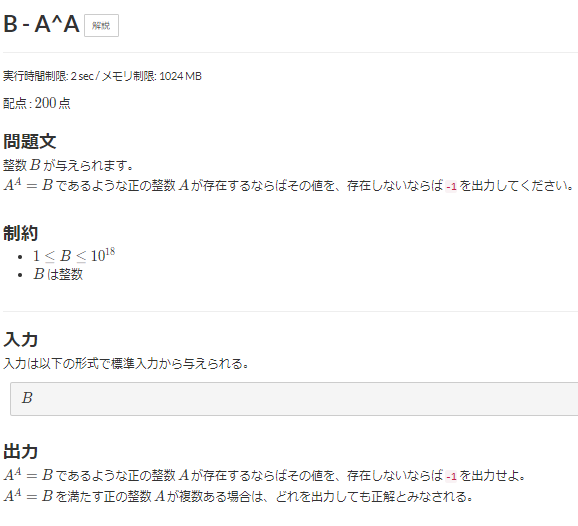 B - A^A 解説
実行時間制限: 2 sec / メモリ制限: 1024 MB
配点 : 200 点
問題文
整数 B が与えられます。
A^A = B であるような正の整数 A が存在するならばその値を、存在しないならば -1 を出力してください。
制約
• 1 ≤ B ≤ 10^18
• B は整数
入力
入力は以下の形式で標準入力から与えられる。
B
出力
A^A = B であるような正の整数 A が存在するならばその値を、存在しないならば -1 を出力せよ。
A^A = B を満たす正の整数 A が複数ある場合は、どれを出力しても正解とみなされる。